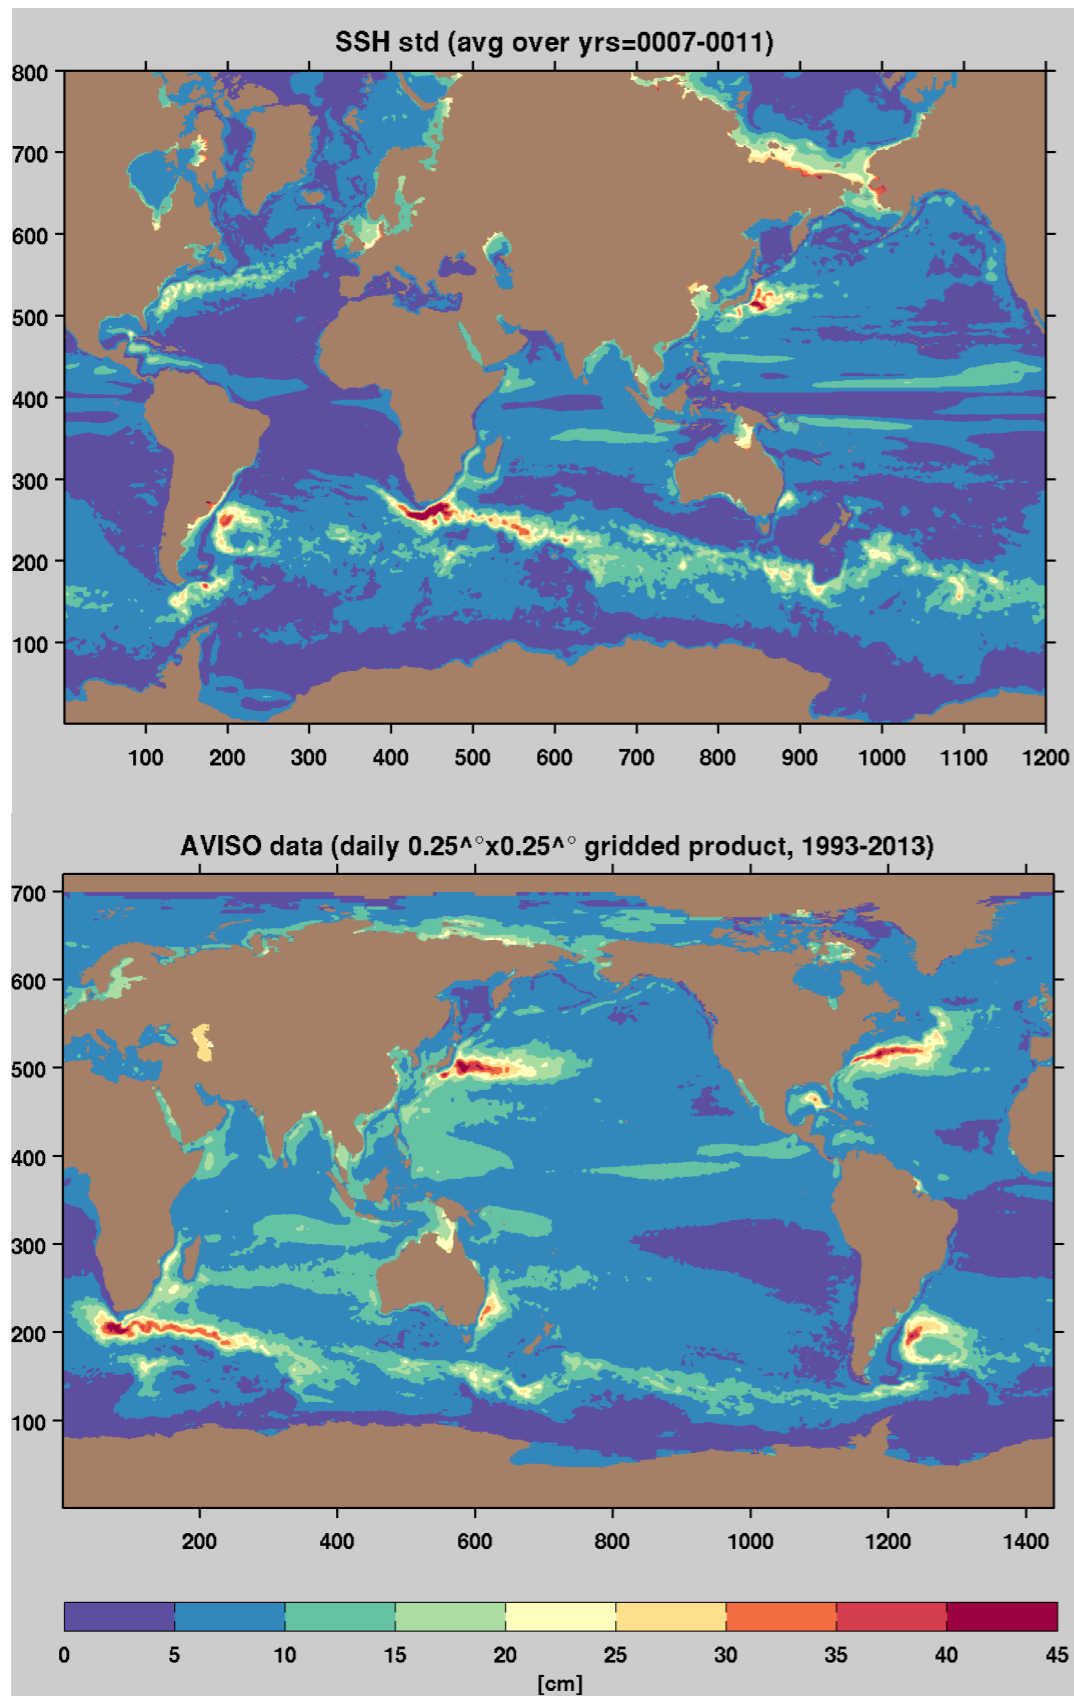 SSH std (avg over yrs=0007-0011)
800
700
600
500
400
300
200
100
100 200 300 400 500 600 700 800 900 1000 1100 1200
AVISO data (daily 0.25^°x0.25^° gridded product, 1993-2013)
700
600
500
400
300
200
100
200 400 600 800 1000 1200 1400
0 5 10 15 20 25 30 35 40 45
[cm]